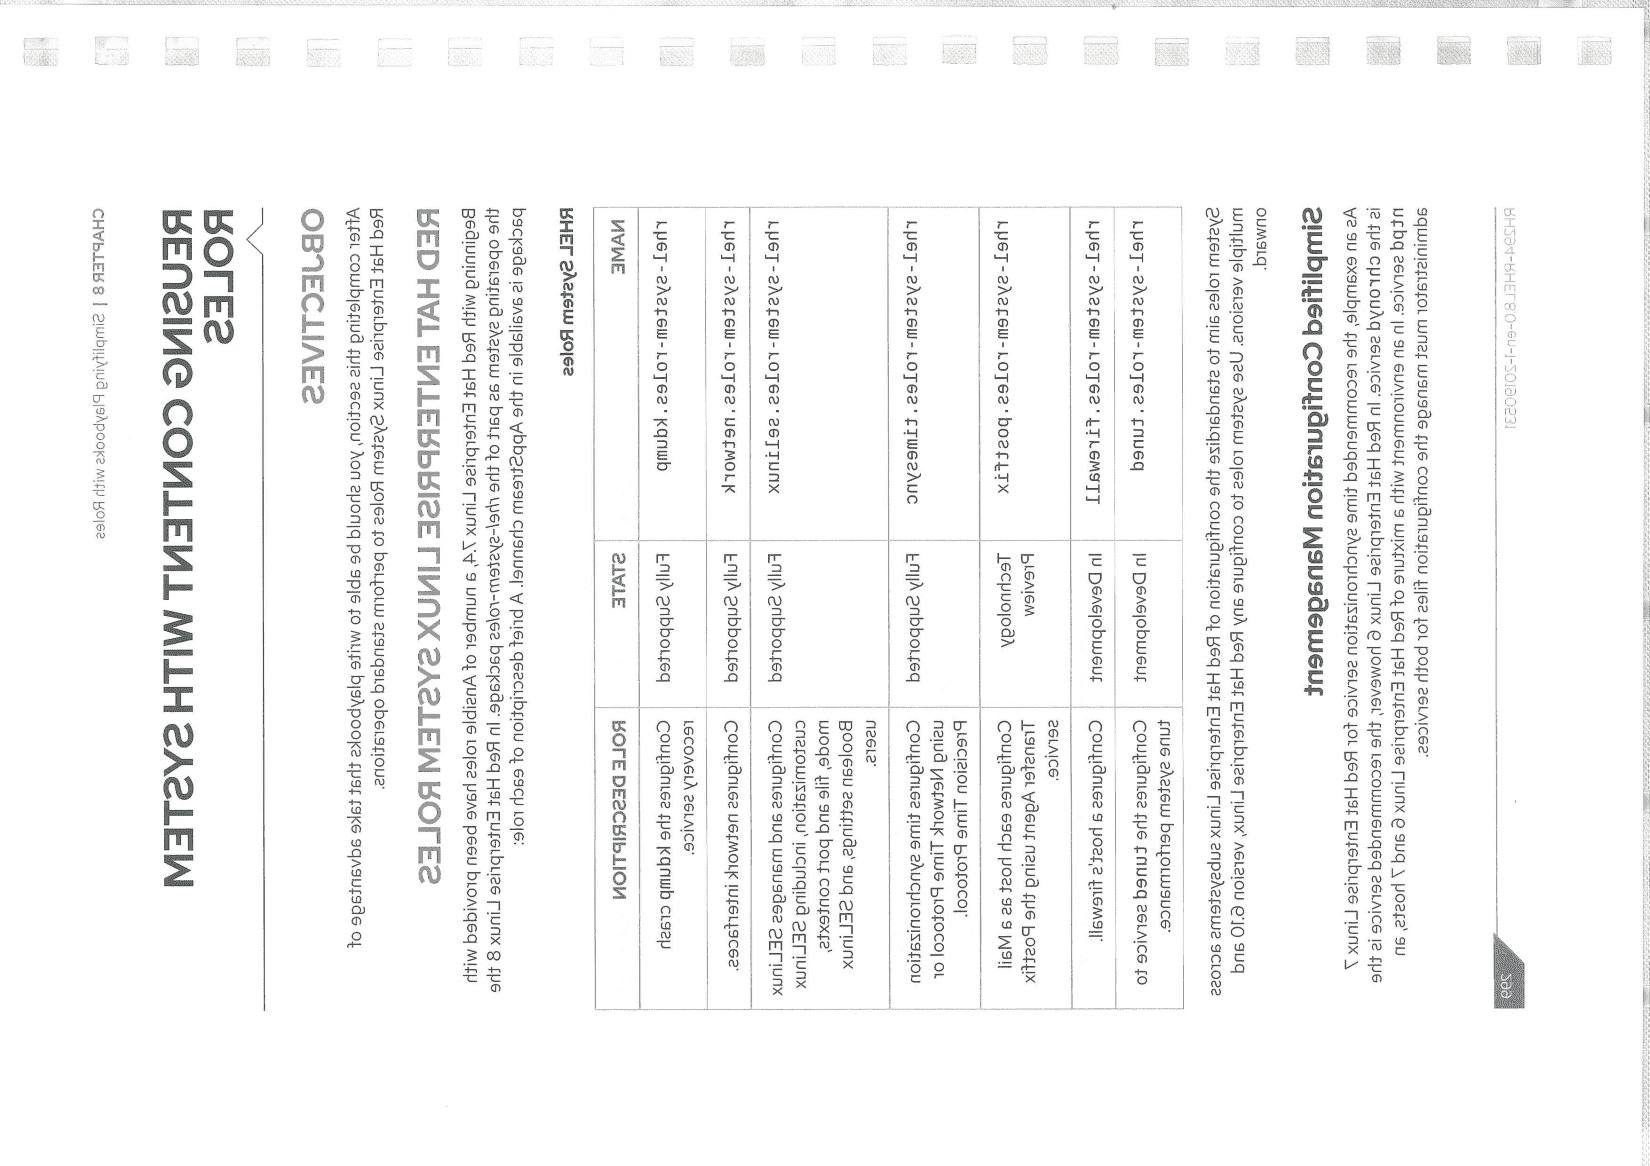 CHAPTER 8 | Simplifying Playbooks with Roles
REUSING CONTENT WITH SYSTEM
ROLES
OBJECTIVES
After completing this section, you should be able to write playbooks that take advantage of
Red Hat Enterprise Linux System Roles to perform standard operations.
RED HAT ENTERPRISE LINUX SYSTEM ROLES
Beginning with Red Hat Enterprise Linux 7.4, a number of Ansible roles have been provided with
the operating system as part of the rhel-system-roles package. In Red Hat Enterprise Linux 8 the
package is available in the AppStream channel. A brief description of each role:
RHEL System Roles
NAME STATE ROLE DESCRIPTION
rhel-system-roles.kdump Fully Supported Configures the kdump crash
recovery service.
rhel-system-roles.network Fully Supported Configures network interfaces.
rhel-system-roles.selinux Fully Supported Configures and manages SELinux
customization, including SELinux
mode, file and port contexts,
Boolean settings, and SELinux
users.
rhel-system-roles.timesync Fully Supported Configures time synchronization
using Network Time Protocol or
Precision Time Protocol.
rhel-system-roles.postfix Technology Configures each host as a Mail
Preview Transfer Agent using the Postfix
service.
rhel-system-roles.firewall In Development Configures a host's firewall.
rhel-system-roles.tuned In Development Configures the tuned service to
tune system performance.
System roles aim to standardize the configuration of Red Hat Enterprise Linux subsystems across
multiple versions. Use system roles to configure any Red Hat Enterprise Linux, version 6.10 and
onward.
Simplified Configuration Management
As an example, the recommended time synchronization service for Red Hat Enterprise Linux 7
is the chronyd service. In Red Hat Enterprise Linux 6 however, the recommended service is the
ntpd service. In an environment with a mixture of Red Hat Enterprise Linux 6 and 7 hosts, an
administrator must manage the configuration files for both services.
RH294-RHEL8.0-en-1-20190531
299